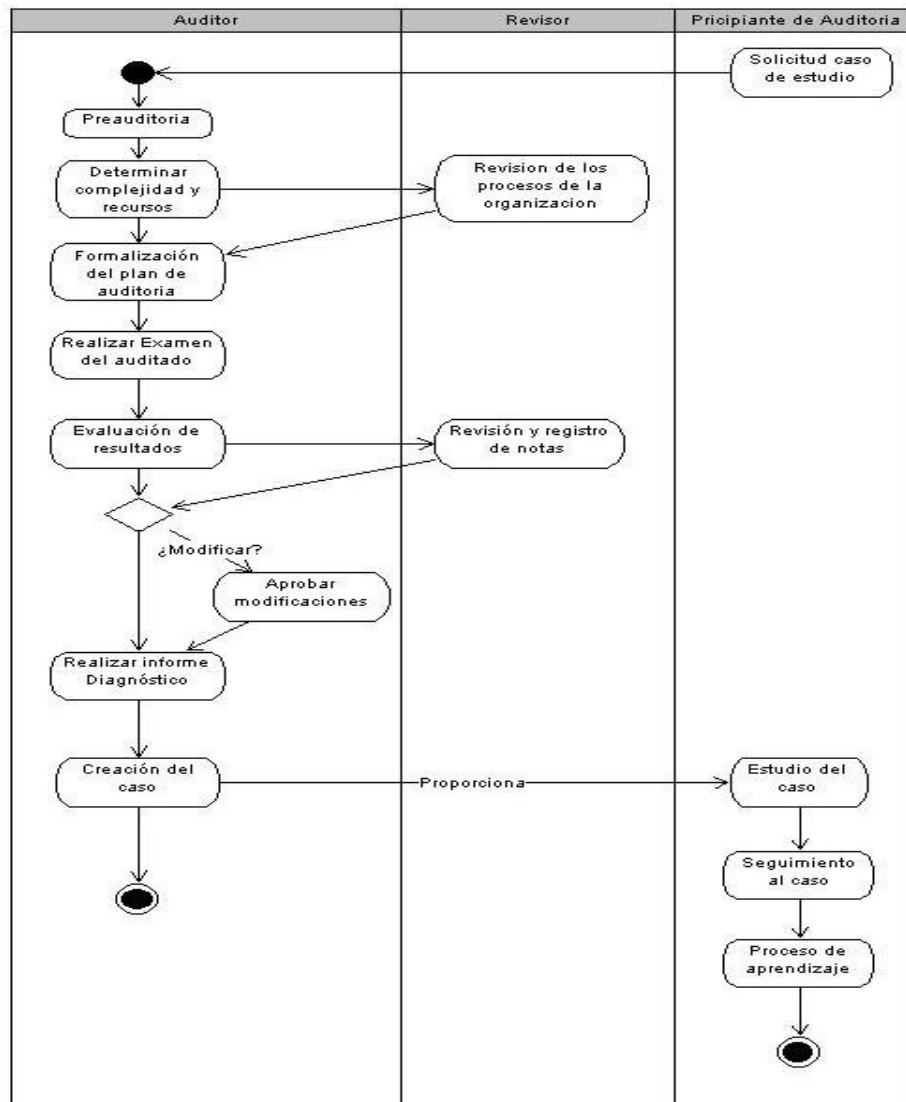 Auditor
Revisor
Pricipiante de Auditoria
Solicitud caso
de estudio
Preauditoria
Determinar
complejidad y
recursos
Revision de los
procesos de la
organizacion
Formalización
del plan de
auditoria
Realizar Examen
del auditado
Evaluación de
resultados
Revisión y registro
de notas
¿Modificar?
Aprobar
modificaciones
Realizar informe
Diagnóstico
Creación del
caso
Proporciona
Estudio del
caso
Seguimiento
al caso
Proceso de
aprendizaje